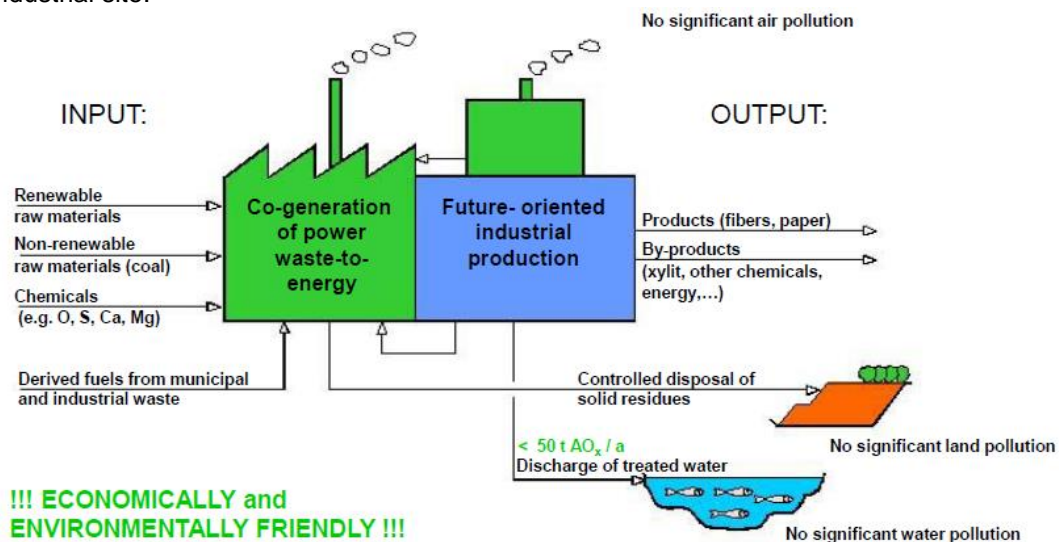 No significant air pollution
INPUT:
OUTPUT:
Renewable
raw materials
Non-renewable
raw materials (coal)
Chemicals
(e.g. O, S, Ca, Mg)
Derived fuels from municipal
and industrial waste
Co-generation
of power
waste-to-
energy
Future- oriented
industrial
production
Products (fibers, paper)
By-products
(xylit, other chemicals,
energy,...)
Controlled disposal of
solid residues
No significant land pollution
< 50 t AOx / a
Discharge of treated water
No significant water pollution
!!! ECONOMICALLY and
ENVIRONMENTALLY FRIENDLY !!!